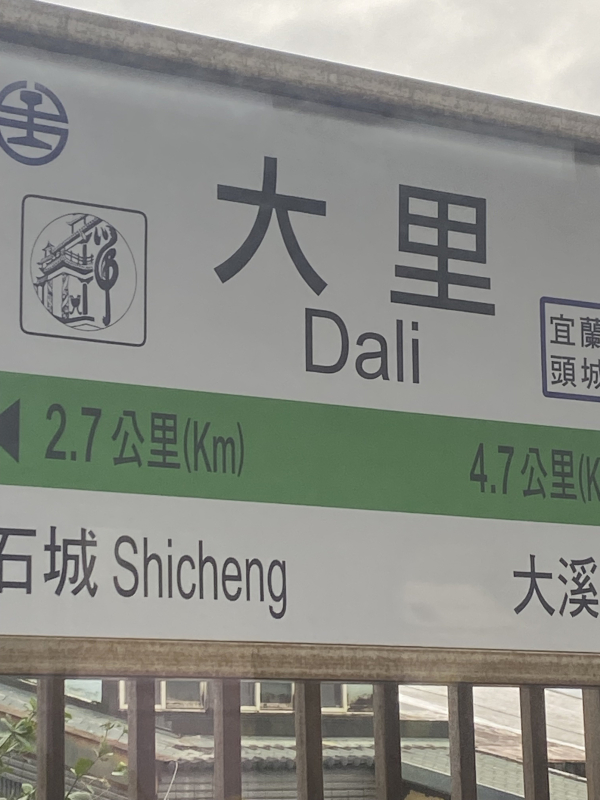 大里
Dali
宜蘭
頭城
2.7公里(Km)
4.7公里(K
石城 Shicheng
大溪